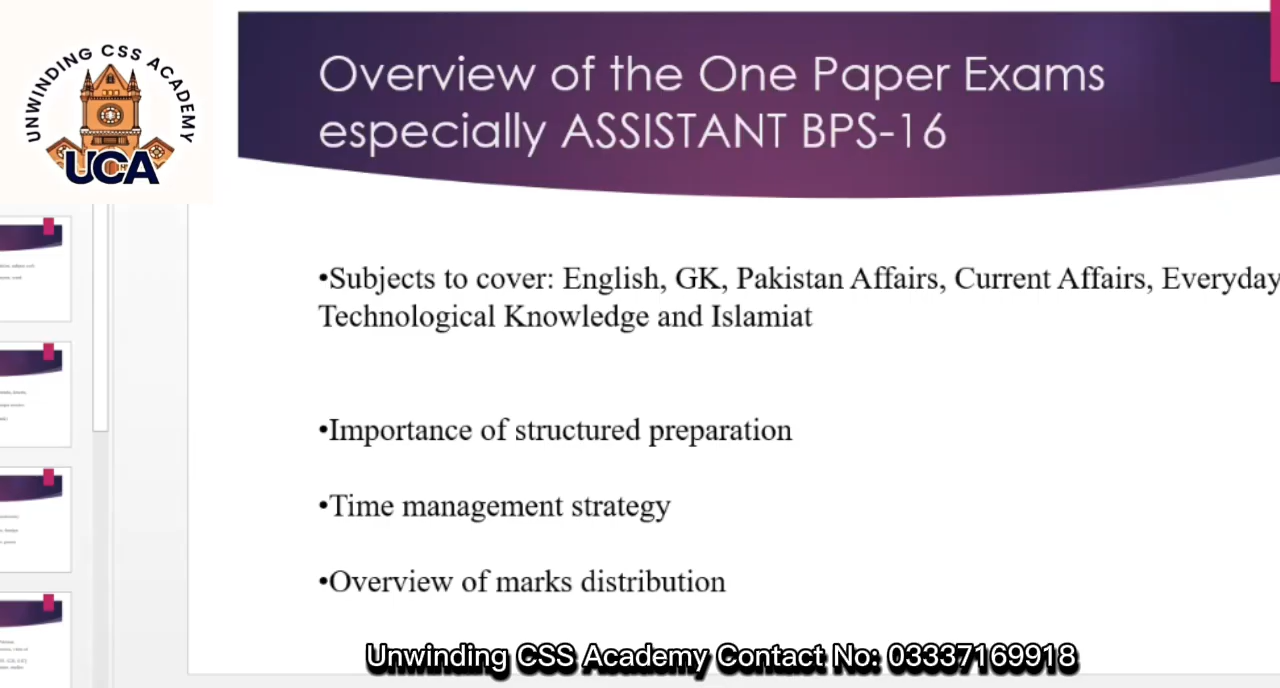 UNWINDING CSS ACADEMY
UCA
Overview of the One Paper Exams
especially ASSISTANT BPS-16
•Subjects to cover: English, GK, Pakistan Affairs, Current Affairs, Everyday
Technological Knowledge and Islamiat
•Importance of structured preparation
•Time management strategy
•Overview of marks distribution
Unwinding CSS Academy Contact No: 03337169918